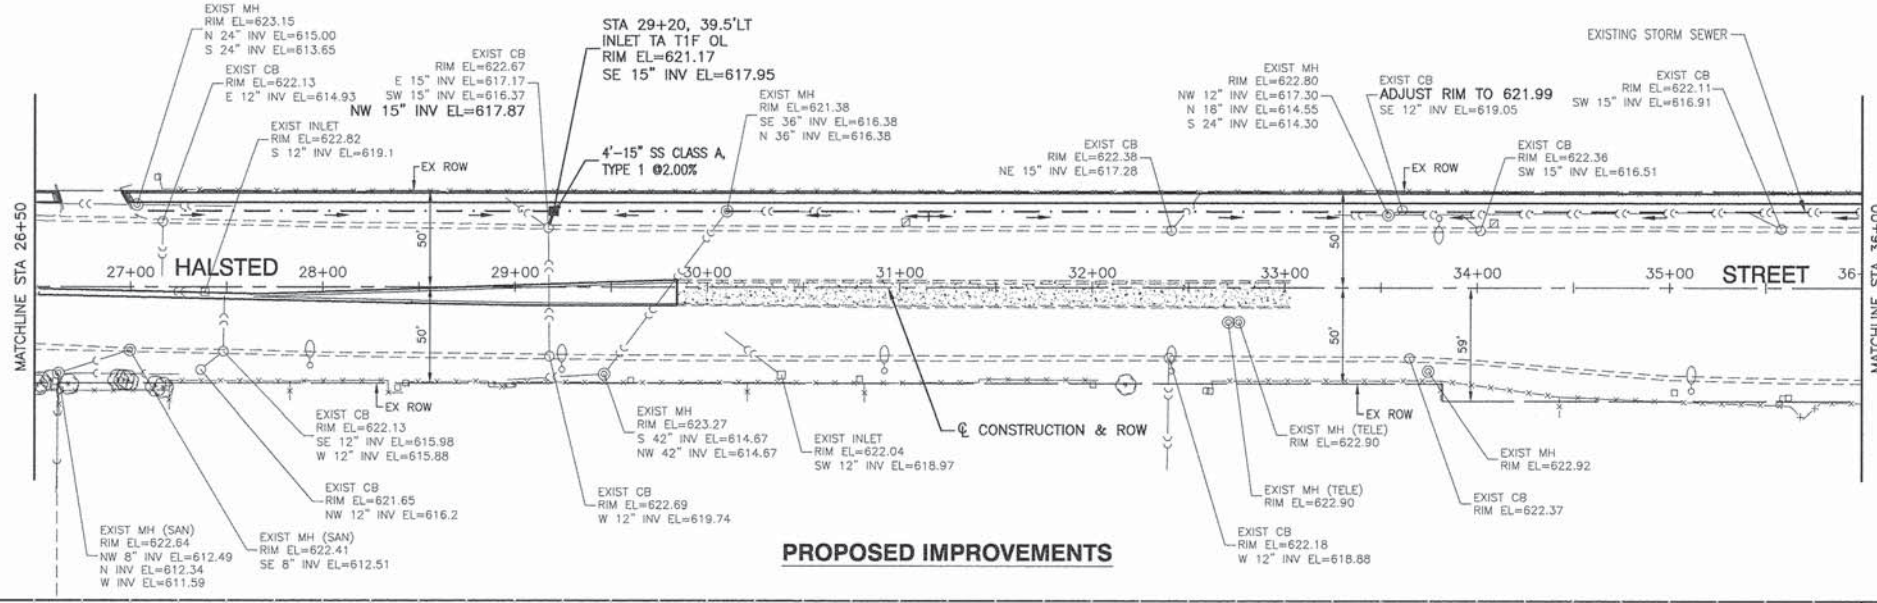 EXIST MH
RIM EL=623.15
N 24" INV EL=615.00
S 24" INV EL=613.65
EXIST CB
RIM EL=622.13
E 12" INV EL=614.93
EXIST INLET
RIM EL=622.82
S 12" INV EL=619.1
EXIST CB
RIM EL=622.67
E 15" INV EL=617.17
SW 15" INV EL=616.37
NW 15" INV EL=617.87
STA 29+20, 39.5'LT
INLET TA T1F OL
RIM EL=621.17
SE 15" INV EL=617.95
4'-15" SS CLASS A,
TYPE 1 @2.00%
EXIST MH
RIM EL=621.38
SE 36" INV EL=616.38
N 36" INV EL=616.38
EXIST CB
RIM EL=622.38
NE 15" INV EL=617.28
EXIST MH
RIM EL=622.80
NW 12" INV EL=617.30
N 18" INV EL=614.55
S 24" INV EL=614.30
EXIST CB
ADJUST RIM TO 621.99
SE 12" INV EL=619.05
EXIST CB
RIM EL=622.36
SW 15" INV EL=616.51
EXISTING STORM SEWER
EXIST CB
RIM EL=622.11
SW 15" INV EL=616.91
EX ROW
EX ROW
MATCHLINE STA 26+50
50'
50'
27+00
HALSTED
28+00
29+00
30+00
31+00
32+00
33+00
34+00
35+00
STREET
36+
50'
50'
59'
MATCHLINE STA 36+00
EX ROW
EX ROW
℄ CONSTRUCTION & ROW
EXIST CB
RIM EL=622.13
SE 12" INV EL=615.98
W 12" INV EL=615.88
EXIST CB
RIM EL=621.65
NW 12" INV EL=616.2
EXIST MH (SAN)
RIM EL=622.64
NW 8" INV EL=612.49
N INV EL=612.34
W INV EL=611.59
EXIST MH (SAN)
RIM EL=622.41
SE 8" INV EL=612.51
EXIST MH
RIM EL=623.27
S 42" INV EL=614.67
NW 42" INV EL=614.67
EXIST CB
RIM EL=622.69
W 12" INV EL=619.74
EXIST INLET
RIM EL=622.04
SW 12" INV EL=618.97
EXIST MH (TELE)
RIM EL=622.90
EXIST MH (TELE)
RIM EL=622.90
EXIST CB
RIM EL=622.18
W 12" INV EL=618.88
EXIST MH
RIM EL=622.92
EXIST CB
RIM EL=622.37
PROPOSED IMPROVEMENTS